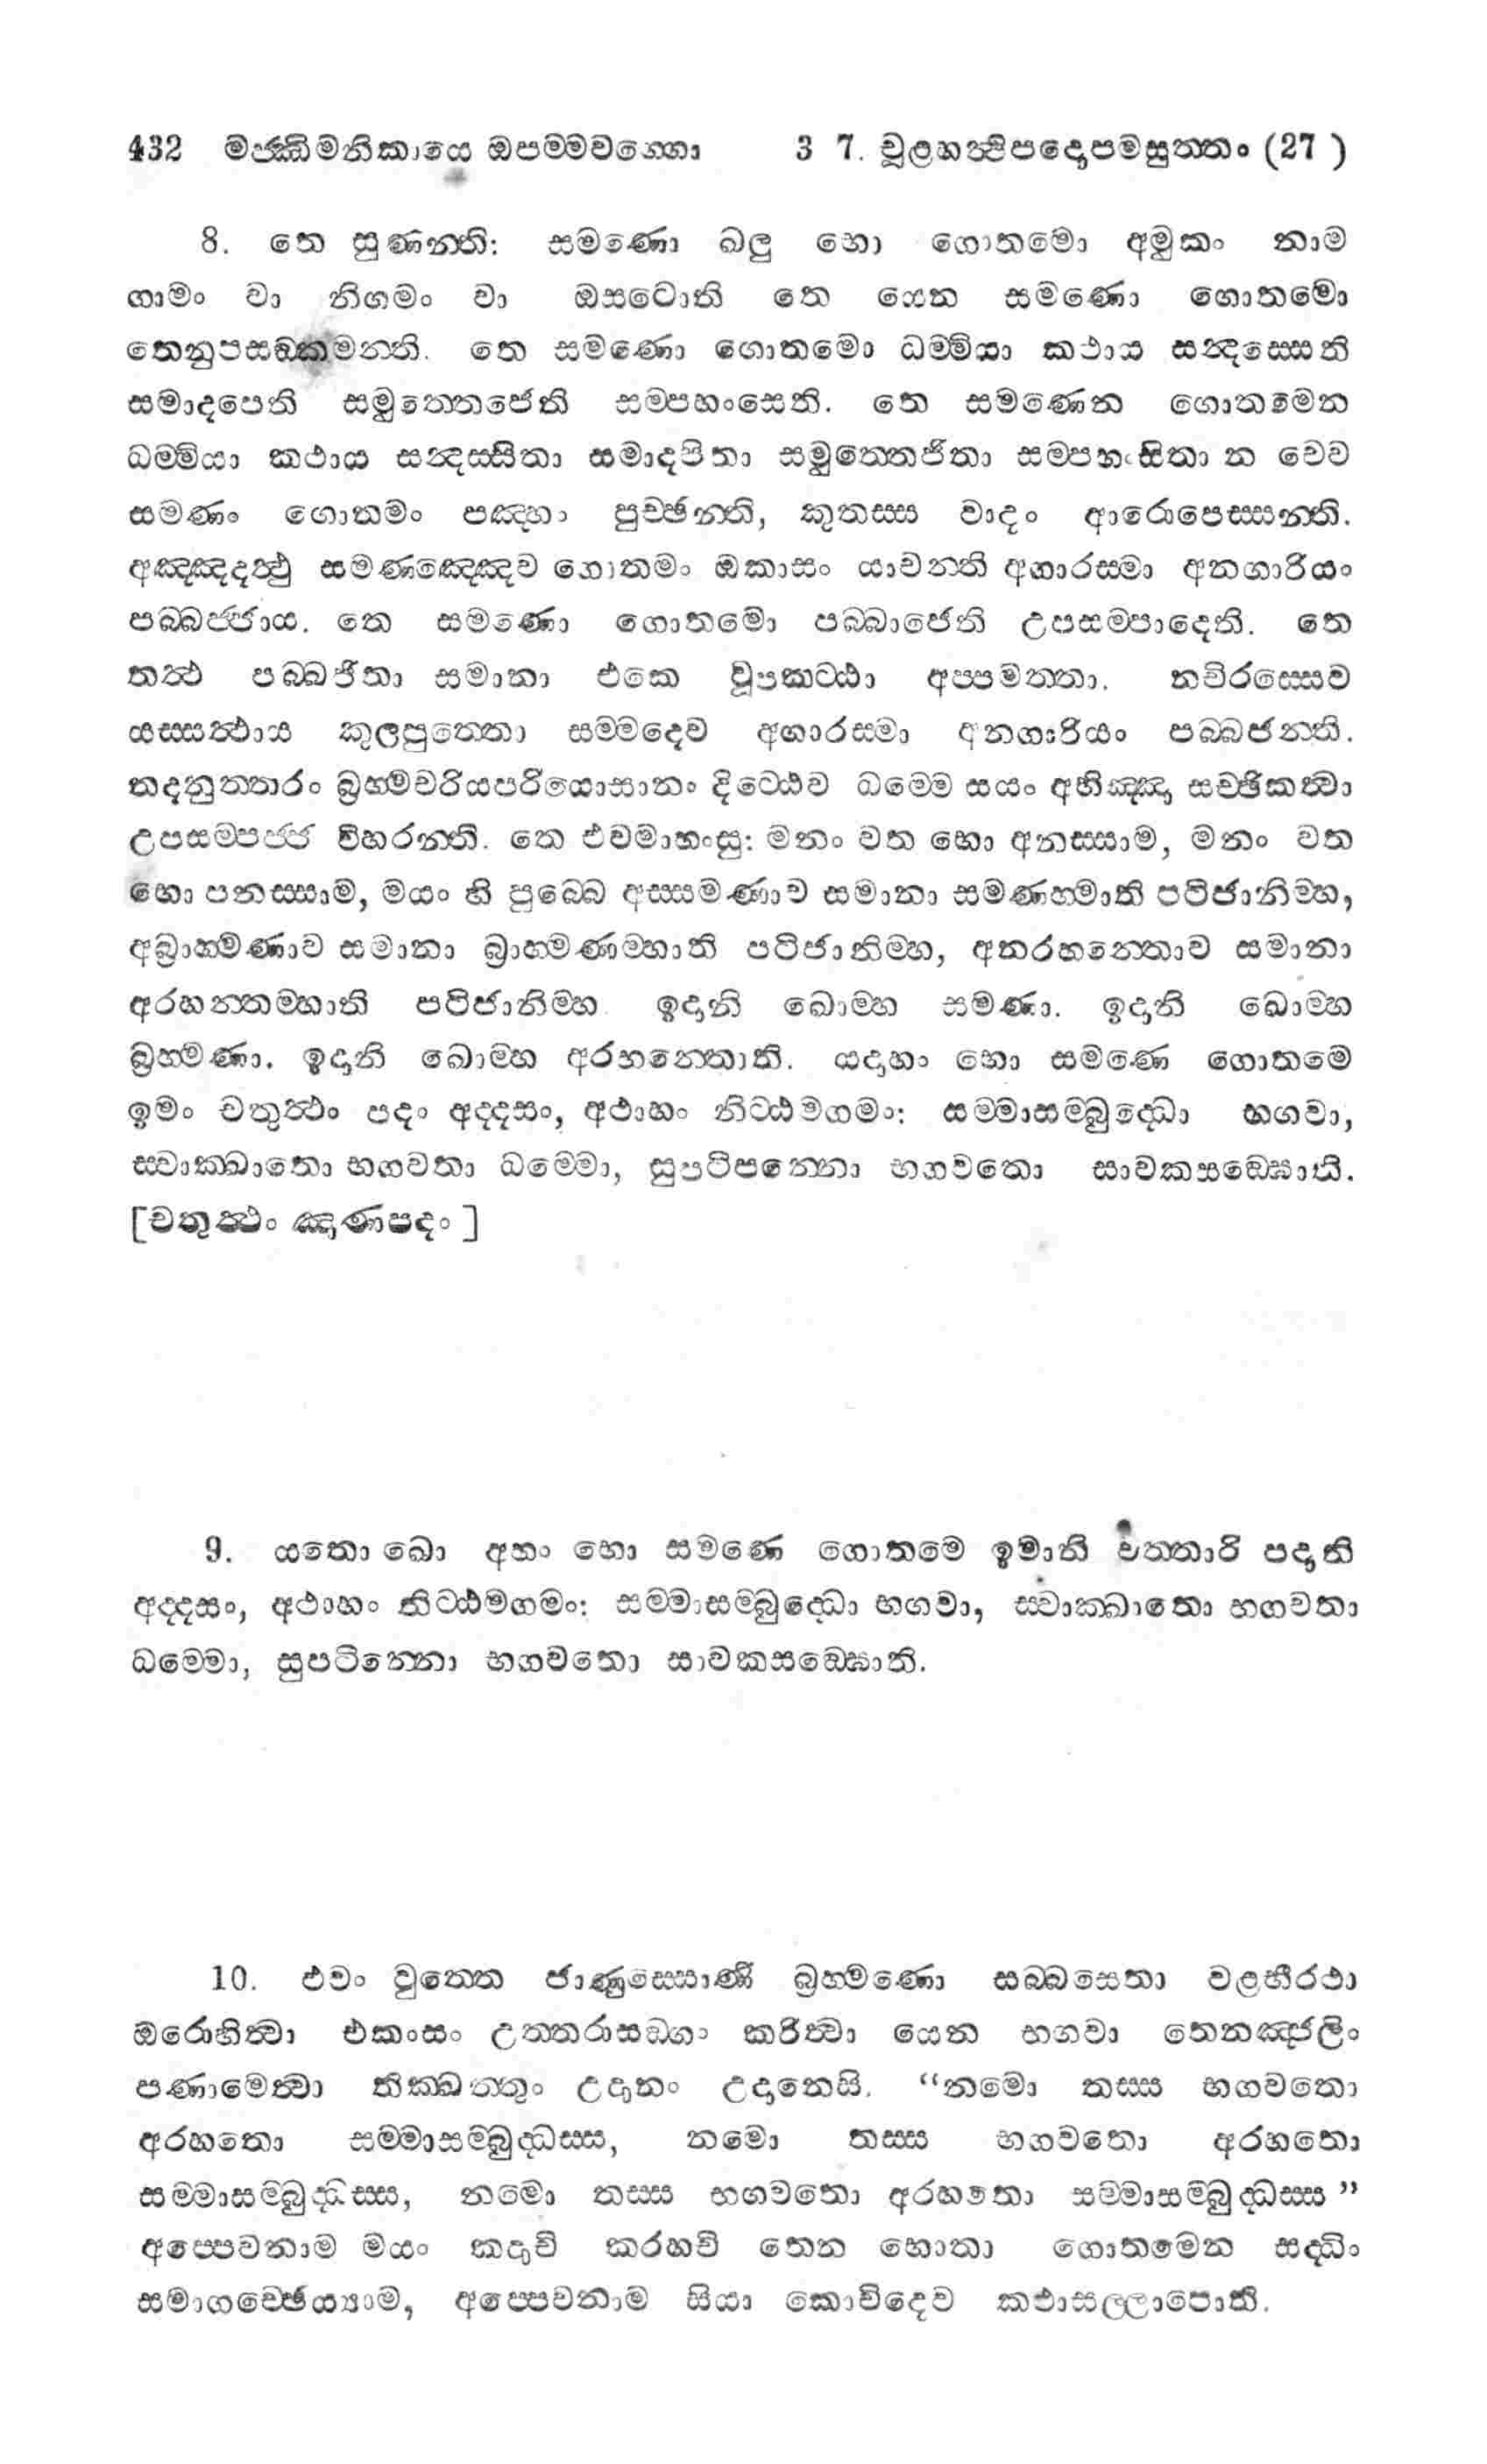 432 මජ්ඣිමනිකායෙ ඔපම්මවග්ගො 3 7. චූළහත්ථිපදොපමසුත්තං (27 )
8. තෙ සුණන්ති: සමණො ඛලු භො ගොතමො අමුකං නාම
ගාමං වා නිගමං වා ඔසටොති තෙ යෙන සමණො ගොතමො
තෙනුපසඞ්කමන්ති. තෙ සමණො ගොතමො ධම්මියා කථාය සන්දස්සෙති
සමාදපෙති සමුත්තෙජෙති සම්පහංසෙති. තෙ සමණෙන ගොතමෙන
ධම්මියා කථාය සන්දස්සිතා සමාදපිතා සමුත්තෙජිතා සම්පහංසිතා න චෙව
සමණං ගොතමං පඤ්හා පුච්ඡන්ති, කුතස්ස වාදං ආරොපෙස්සන්ති.
අඤ්ඤදත්ථු සමණඤ්ඤෙව ගොතමං ඔකාසං යාචන්ති අගාරස්මා අනගාරියං
පබ්බජ්ජාය. තෙ සමණො ගොතමො පබ්බාජෙති උපසම්පාදෙති. තෙ
තත්ථ පබ්බජිතා සමානා එකෙ වූපකට්ඨා අප්පමත්තා. නචිරස්සෙව
යස්සත්ථාය කුලපුත්තො සම්මදෙව අගාරස්මා අනගාරියං පබ්බජන්ති.
තදනුත්තරං බ්‍රහ්මචරියපරියොසානං දිට්ඨෙව ධම්මෙ සයං අභිඤ්ඤා සච්ඡිකත්වා
උපසම්පජ්ජ විහරන්ති. තෙ එවමාහංසු: මනං වත භො අනස්සාම, මනං වත
භො පනස්සාම, මයං හි පුබ්බෙ අස්සමණාව සමානා සමණම්හාති පටිජානිම්හ,
අබ්‍රාහ්මණාව සමානා බ්‍රාහ්මණම්හාති පටිජානිම්හ, අනරහන්තොව සමානා
අරහන්තම්හාති පටිජානිම්හ. ඉදානි ඛොම්හ සමණා. ඉදානි ඛොම්හ
බ්‍රහ්මණා. ඉදානි ඛොම්හ අරහන්තොති. යදාහං භො සමණෙ ගොතමෙ
ඉමං චතුත්ථං පදං අද්දසං, අථාහං නිට්ඨමගමං: සම්මාසම්බුද්ධො භගවා,
ස්වාක්ඛාතො භගවතා ධම්මො, සුපටිපන්නො භගවතො සාවකසඞ්ඝොති.
[චතුත්ථං ඤාණපදං ]
9. යතො ඛො අහං භො සමණෙ ගොතමෙ ඉමානි චත්තාරි පදානි
අද්දසං, අථාහං නිට්ඨමගමං: සම්මාසම්බුද්ධො භගවා, ස්වාක්ඛාතො භගවතා
ධම්මො, සුපටින්නො භගවතො සාවකසඞ්ඝොති.
10. එවං වුත්තෙ ජාණුස්සොණි බ්‍රහ්මණො සබ්බසෙතා වළභීරථා
ඔරොහිත්වා එකංසං උත්තරාසඞ්ගා කරිත්වා යෙන භගවා තෙනඤ්ජලිං
පණාමෙත්වා තික්ඛත්තුං උදානං උදානෙසි. “නමො තස්ස භගවතො
අරහතො සම්මාසම්බුද්ධස්ස, නමො තස්ස භගවතො අරහතො
සම්මාසම්බුද්ධස්ස, නමො තස්ස භගවතො අරහතො සම්මාසම්බුද්ධස්ස”
අප්පෙවනාම මයං කදාචි කරහචි තෙන භොතා ගොතමෙන සද්ධිං
සමාගච්ඡෙය්‍යාම, අප්පෙවනාම සියා කොචිදෙව කථාසල්ලාපොති.